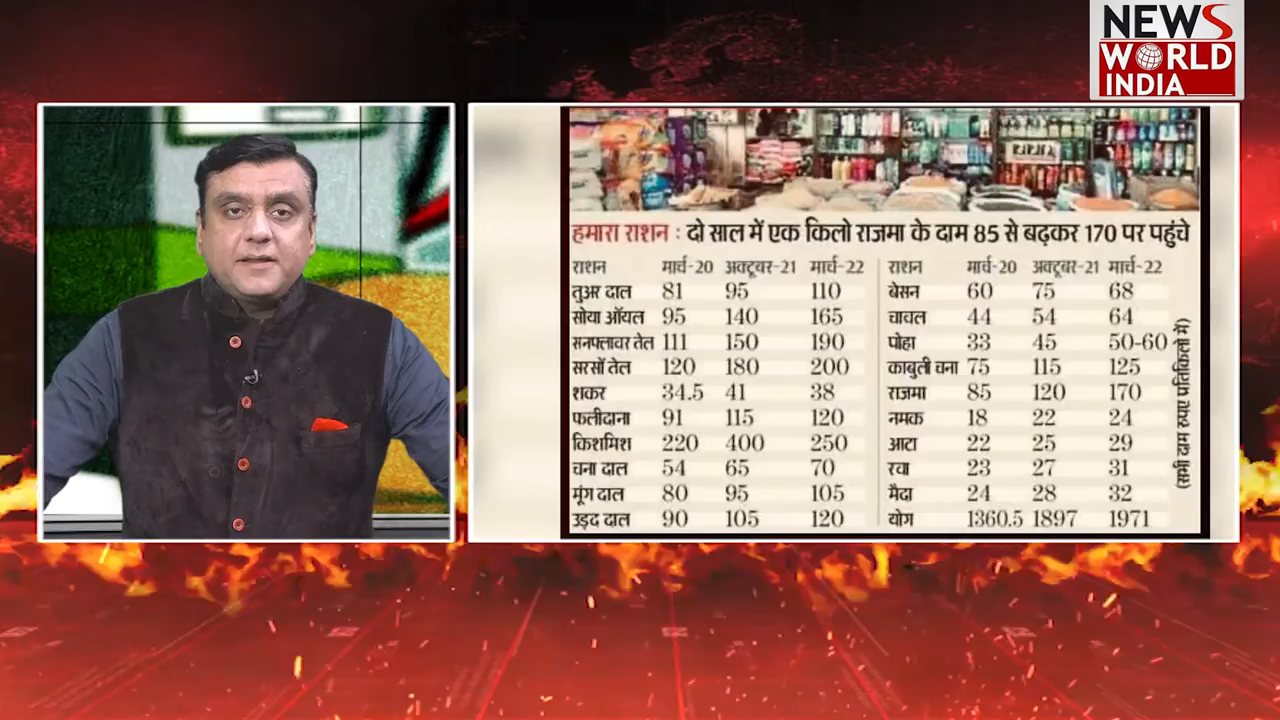 NEWS
WORLD
INDIA
हमारा राशन : दो साल में एक किलो राजमा के दाम 85 से बढ़कर 170 पर पहुंचे
राशन मार्च-20 अक्टूबर-21 मार्च-22
तुअर दाल 81 95 110
सोया ऑयल 95 140 165
सनफ्लावर तेल 111 150 190
सरसों तेल 120 180 200
शकर 34.5 41 38
फलीदाना 91 115 120
किशमिश 220 400 250
चना दाल 54 65 70
मूंग दाल 80 95 105
उड़द दाल 90 105 120
राशन मार्च-20 अक्टूबर-21 मार्च-22
बेसन 60 75 68
चावल 44 54 64
पोहा 33 45 50-60
काबुली चना 75 115 125
राजमा 85 120 170
नमक 18 22 24
आटा 22 25 29
रवा 23 27 31
मैदा 24 28 32
योग 1360.5 1897 1971
(सभी दाम रुपए प्रतिकिलो में)